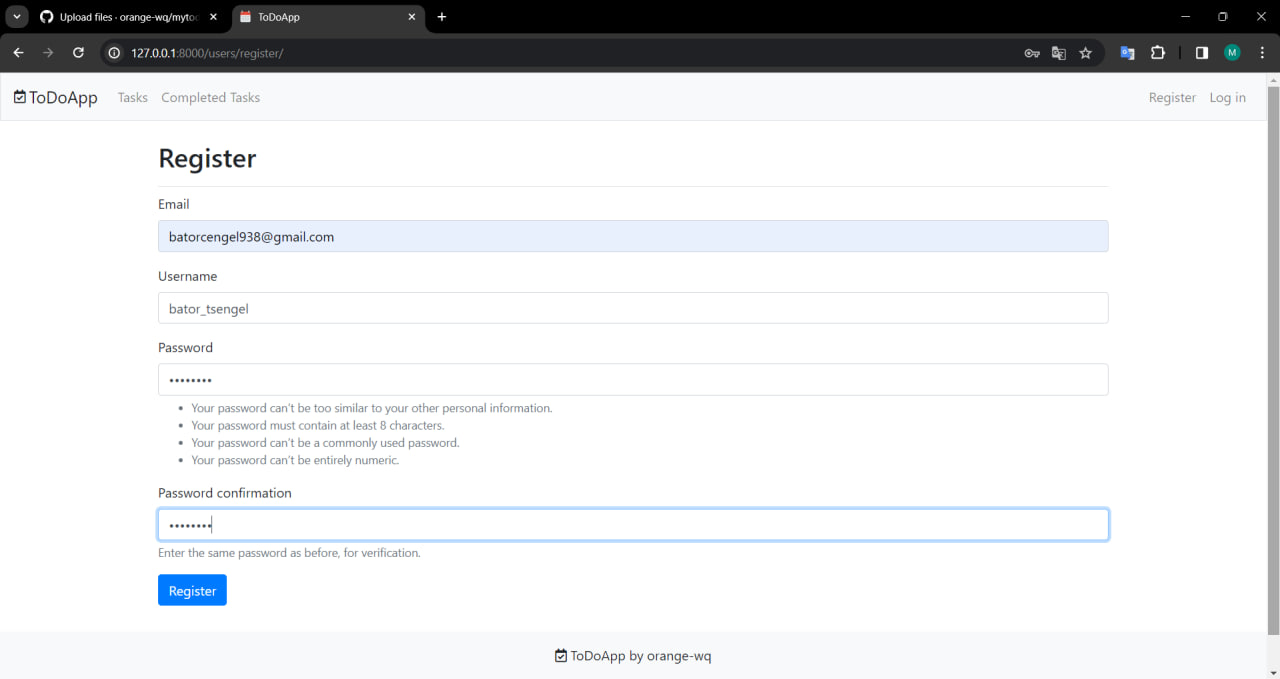 Upload files · orange-wq/mytoo
ToDoApp
127.0.0.1:8000/users/register/
M
ToDoApp Tasks Completed Tasks Register Log in
Register
Email
batorcengel938@gmail.com
Username
bator_tsengel
Password
••••••••
• Your password can't be too similar to your other personal information.
• Your password must contain at least 8 characters.
• Your password can't be a commonly used password.
• Your password can't be entirely numeric.
Password confirmation
••••••••
Enter the same password as before, for verification.
Register
ToDoApp by orange-wq